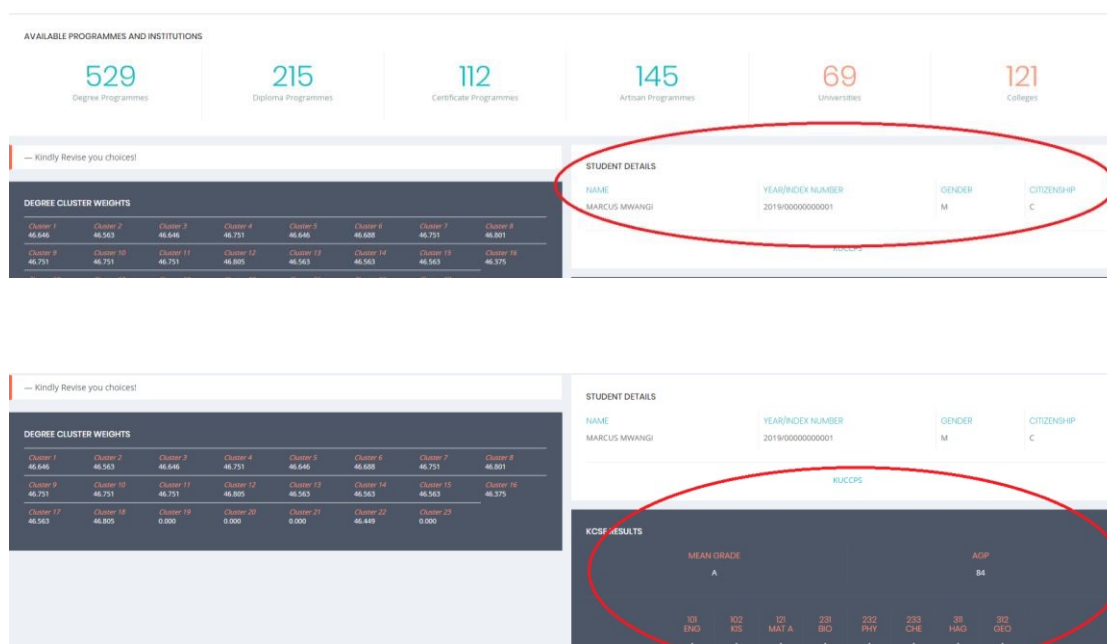 AVAILABLE PROGRAMMES AND INSTITUTIONS
529 215 112 145 69 121
Degree Programmes Diploma Programmes Certificate Programmes Artisan Programmes Universities Colleges
— Kindly Revise you choices!
DEGREE CLUSTER WEIGHTS
Cluster 1 Cluster 2 Cluster 3 Cluster 4 Cluster 5 Cluster 6 Cluster 7 Cluster 8
46.646 46.563 46.646 46.751 46.646 46.688 46.751 46.801
Cluster 9 Cluster 10 Cluster 11 Cluster 12 Cluster 13 Cluster 14 Cluster 15 Cluster 16
46.751 46.751 46.751 46.805 46.563 46.563 46.563 46.375
STUDENT DETAILS
NAME YEAR/INDEX NUMBER GENDER CITIZENSHIP
MARCUS MWANGI 2019/00000000001 M C
KUCCPS
— Kindly Revise you choices!
DEGREE CLUSTER WEIGHTS
Cluster 1 Cluster 2 Cluster 3 Cluster 4 Cluster 5 Cluster 6 Cluster 7 Cluster 8
46.646 46.563 46.646 46.751 46.646 46.688 46.751 46.801
Cluster 9 Cluster 10 Cluster 11 Cluster 12 Cluster 13 Cluster 14 Cluster 15 Cluster 16
46.751 46.751 46.751 46.805 46.563 46.563 46.563 46.375
Cluster 17 Cluster 18 Cluster 19 Cluster 20 Cluster 21 Cluster 22 Cluster 23
46.563 46.805 0.000 0.000 0.000 46.449 0.000
STUDENT DETAILS
NAME YEAR/INDEX NUMBER GENDER CITIZENSHIP
MARCUS MWANGI 2019/00000000001 M C
KUCCPS
KCSE RESULTS
MEAN GRADE AGP
A 84
101 102 121 231 232 233 311 312
ENG KIS MAT A BIO PHY CHE HAG GEO